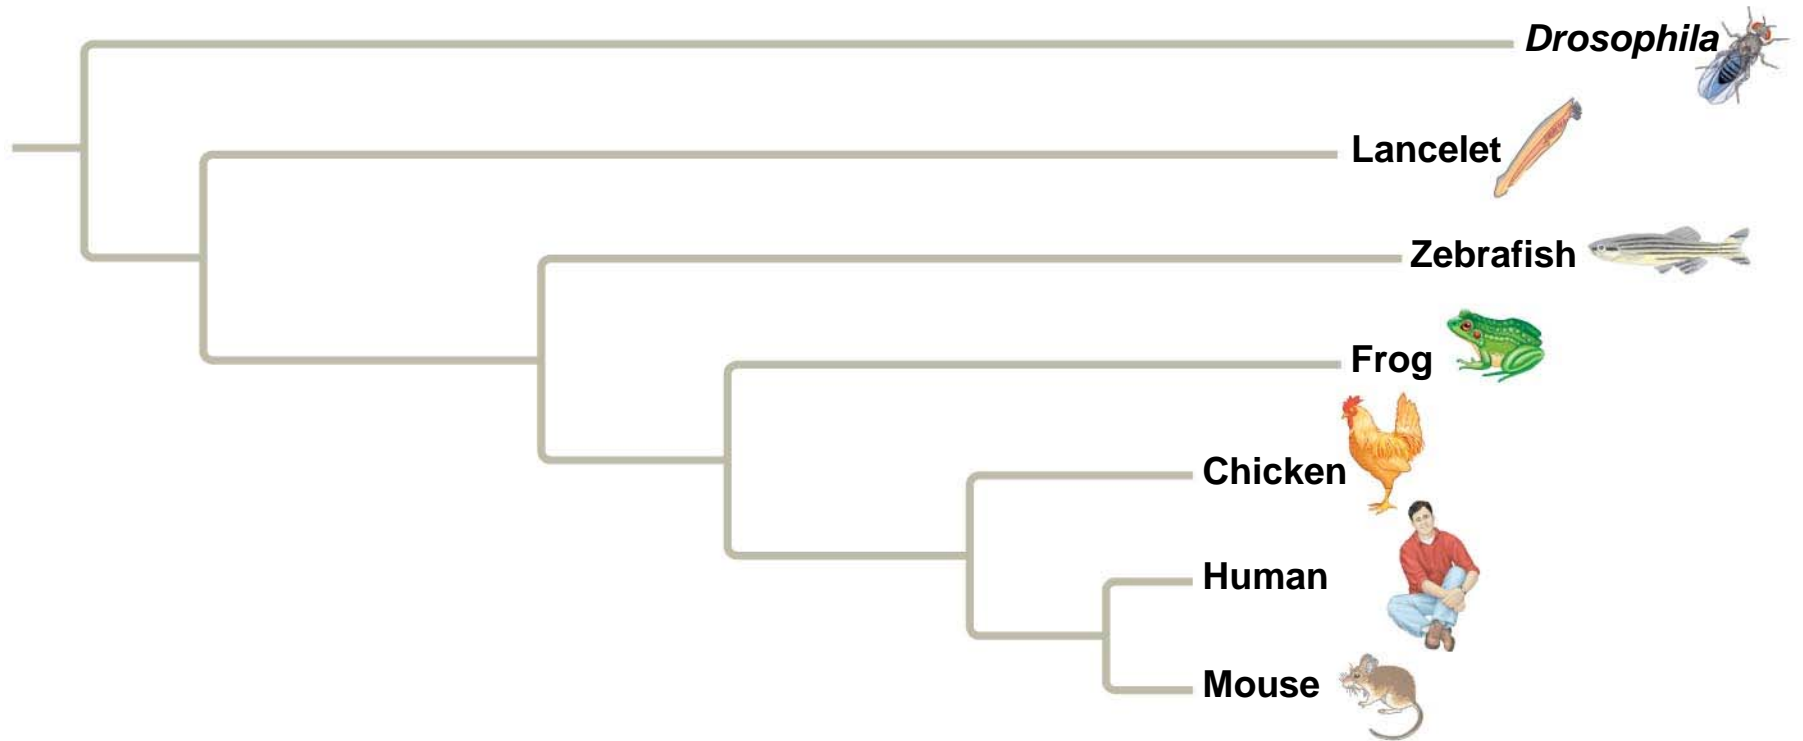 Drosophila
Lancelet
Zebrafish
Frog
Chicken
Human
Mouse